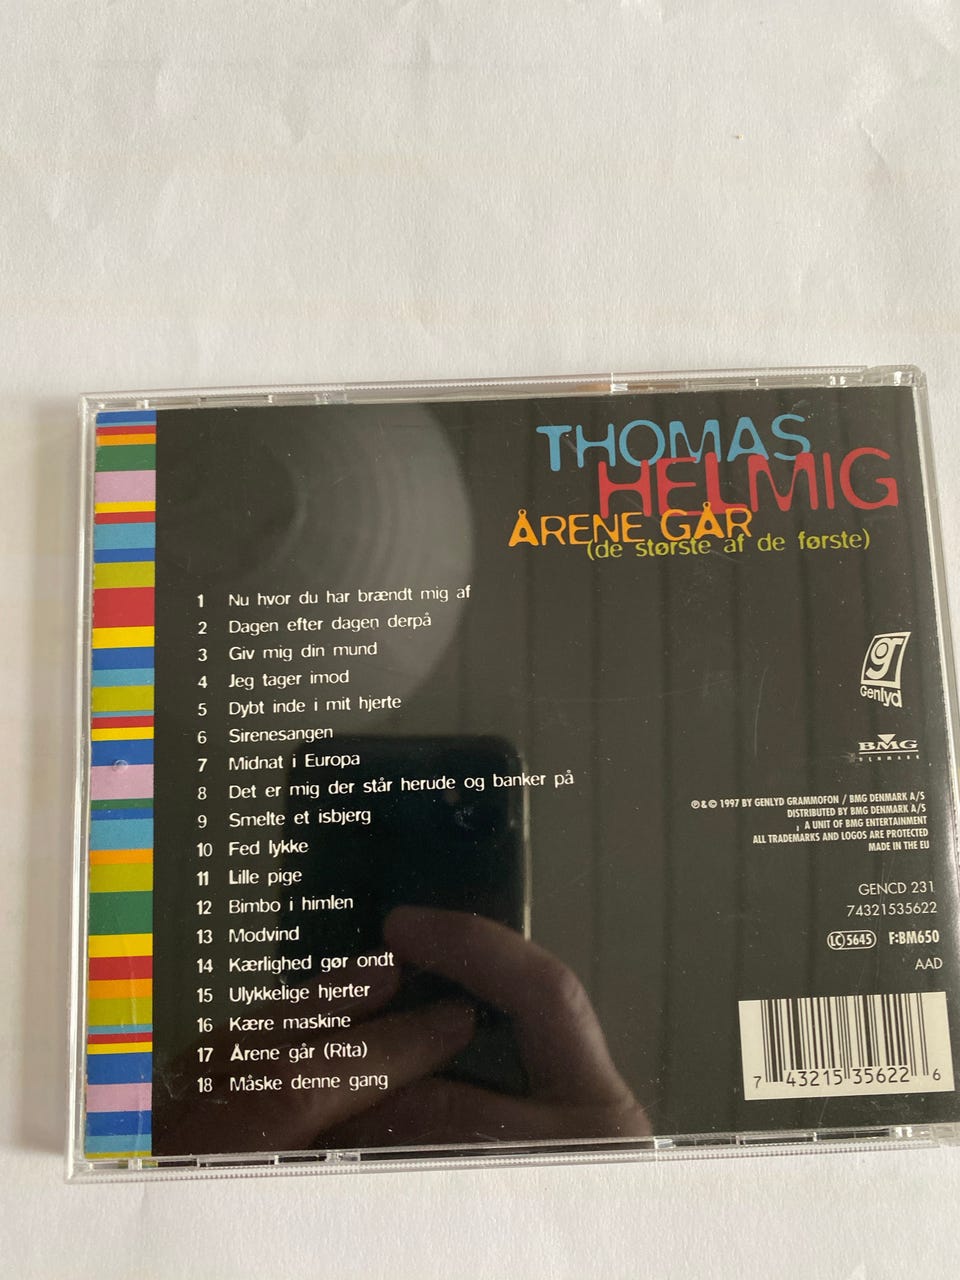 THOMAS
HELMIG
ÅRENE GÅR
(de største af de første)
1 Nu hvor du har brændt mig af
2 Dagen efter dagen derpå
3 Giv mig din mund
4 Jeg tager imod
5 Dybt inde i mit hjerte
6 Sirenesangen
7 Midnat i Europa
8 Det er mig der står herude og banker på
9 Smelte et isbjerg
10 Fed lykke
11 Lille pige
12 Bimbo i himlen
13 Modvind
14 Kærlighed gør ondt
15 Ulykkelige hjerter
16 Kære maskine
17 Årene går (Rita)
18 Måske denne gang
g
Genlyd
BMG
DENMARK
℗ & © 1997 BY GENLYD GRAMMOFON / BMG DENMARK A/S
DISTRIBUTED BY BMG DENMARK A/S
A UNIT OF BMG ENTERTAINMENT
ALL TRADEMARKS AND LOGOS ARE PROTECTED
MADE IN THE EU
GENCD 231
74321535622
LC 5645 F:BM650
AAD
7 43215 35622 6